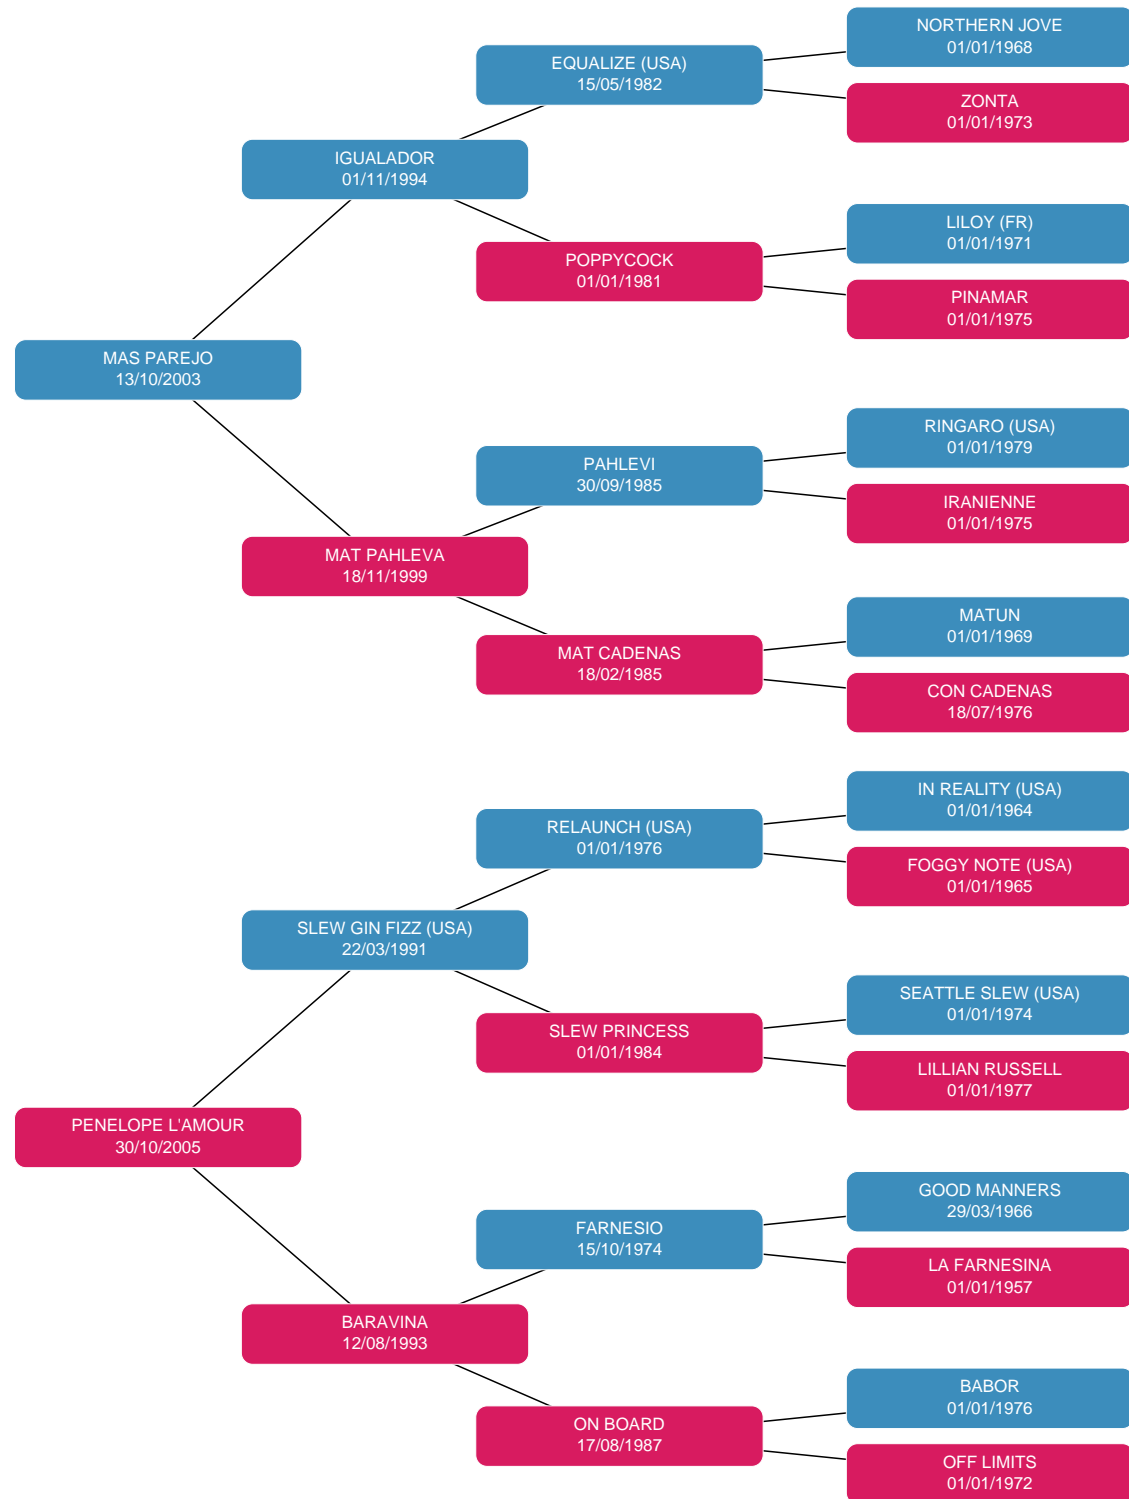 NORTHERN JOVE
01/01/1968
EQUALIZE (USA)
15/05/1982
ZONTA
01/01/1973
IGUALADOR
01/11/1994
LILOY (FR)
01/01/1971
POPPYCOCK
01/01/1981
PINAMAR
01/01/1975
MAS PAREJO
13/10/2003
RINGARO (USA)
01/01/1979
PAHLEVI
30/09/1985
IRANIENNE
01/01/1975
MAT PAHLEVA
18/11/1999
MATUN
01/01/1969
MAT CADENAS
18/02/1985
CON CADENAS
18/07/1976
IN REALITY (USA)
01/01/1964
RELAUNCH (USA)
01/01/1976
FOGGY NOTE (USA)
01/01/1965
SLEW GIN FIZZ (USA)
22/03/1991
SEATTLE SLEW (USA)
01/01/1974
SLEW PRINCESS
01/01/1984
LILLIAN RUSSELL
01/01/1977
PENELOPE L'AMOUR
30/10/2005
GOOD MANNERS
29/03/1966
FARNESIO
15/10/1974
LA FARNESINA
01/01/1957
BARAVINA
12/08/1993
BABOR
01/01/1976
ON BOARD
17/08/1987
OFF LIMITS
01/01/1972